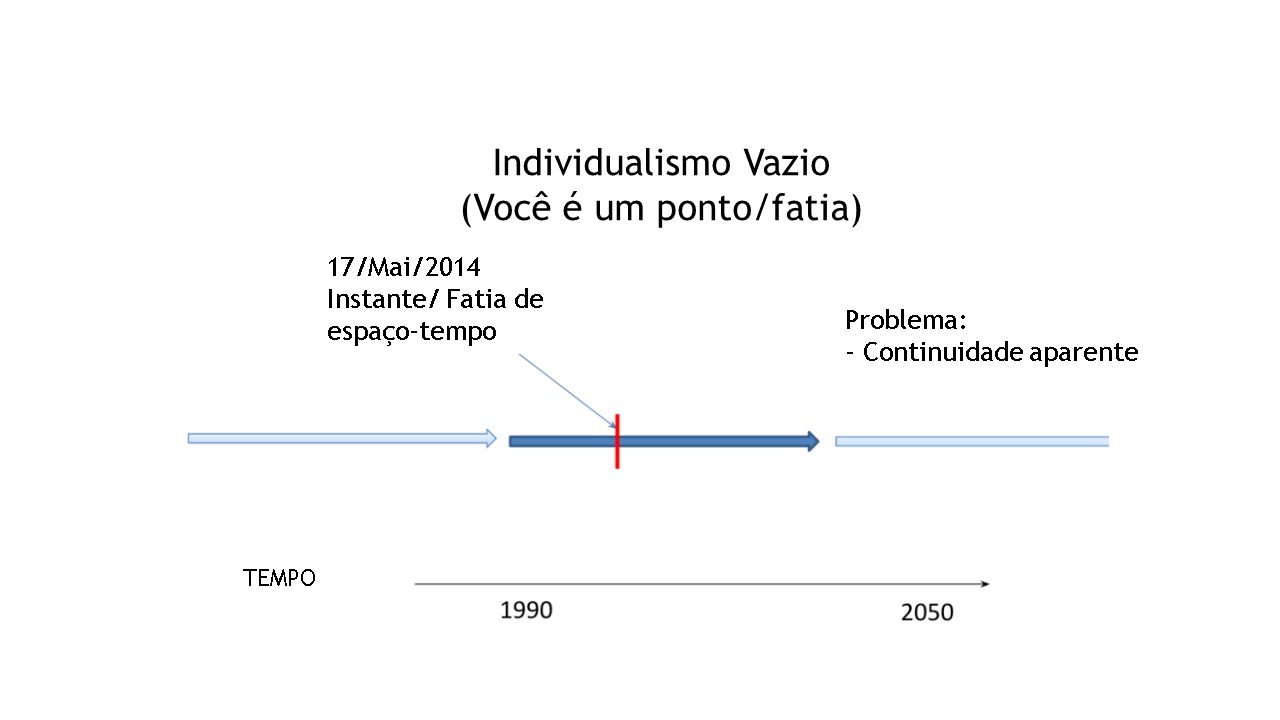 Individualismo Vazio
(Você é um ponto/fatia)
17/Mai/2014
Instante/ Fatia de
espaço-tempo
Problema:
- Continuidade aparente
TEMPO
1990
2050